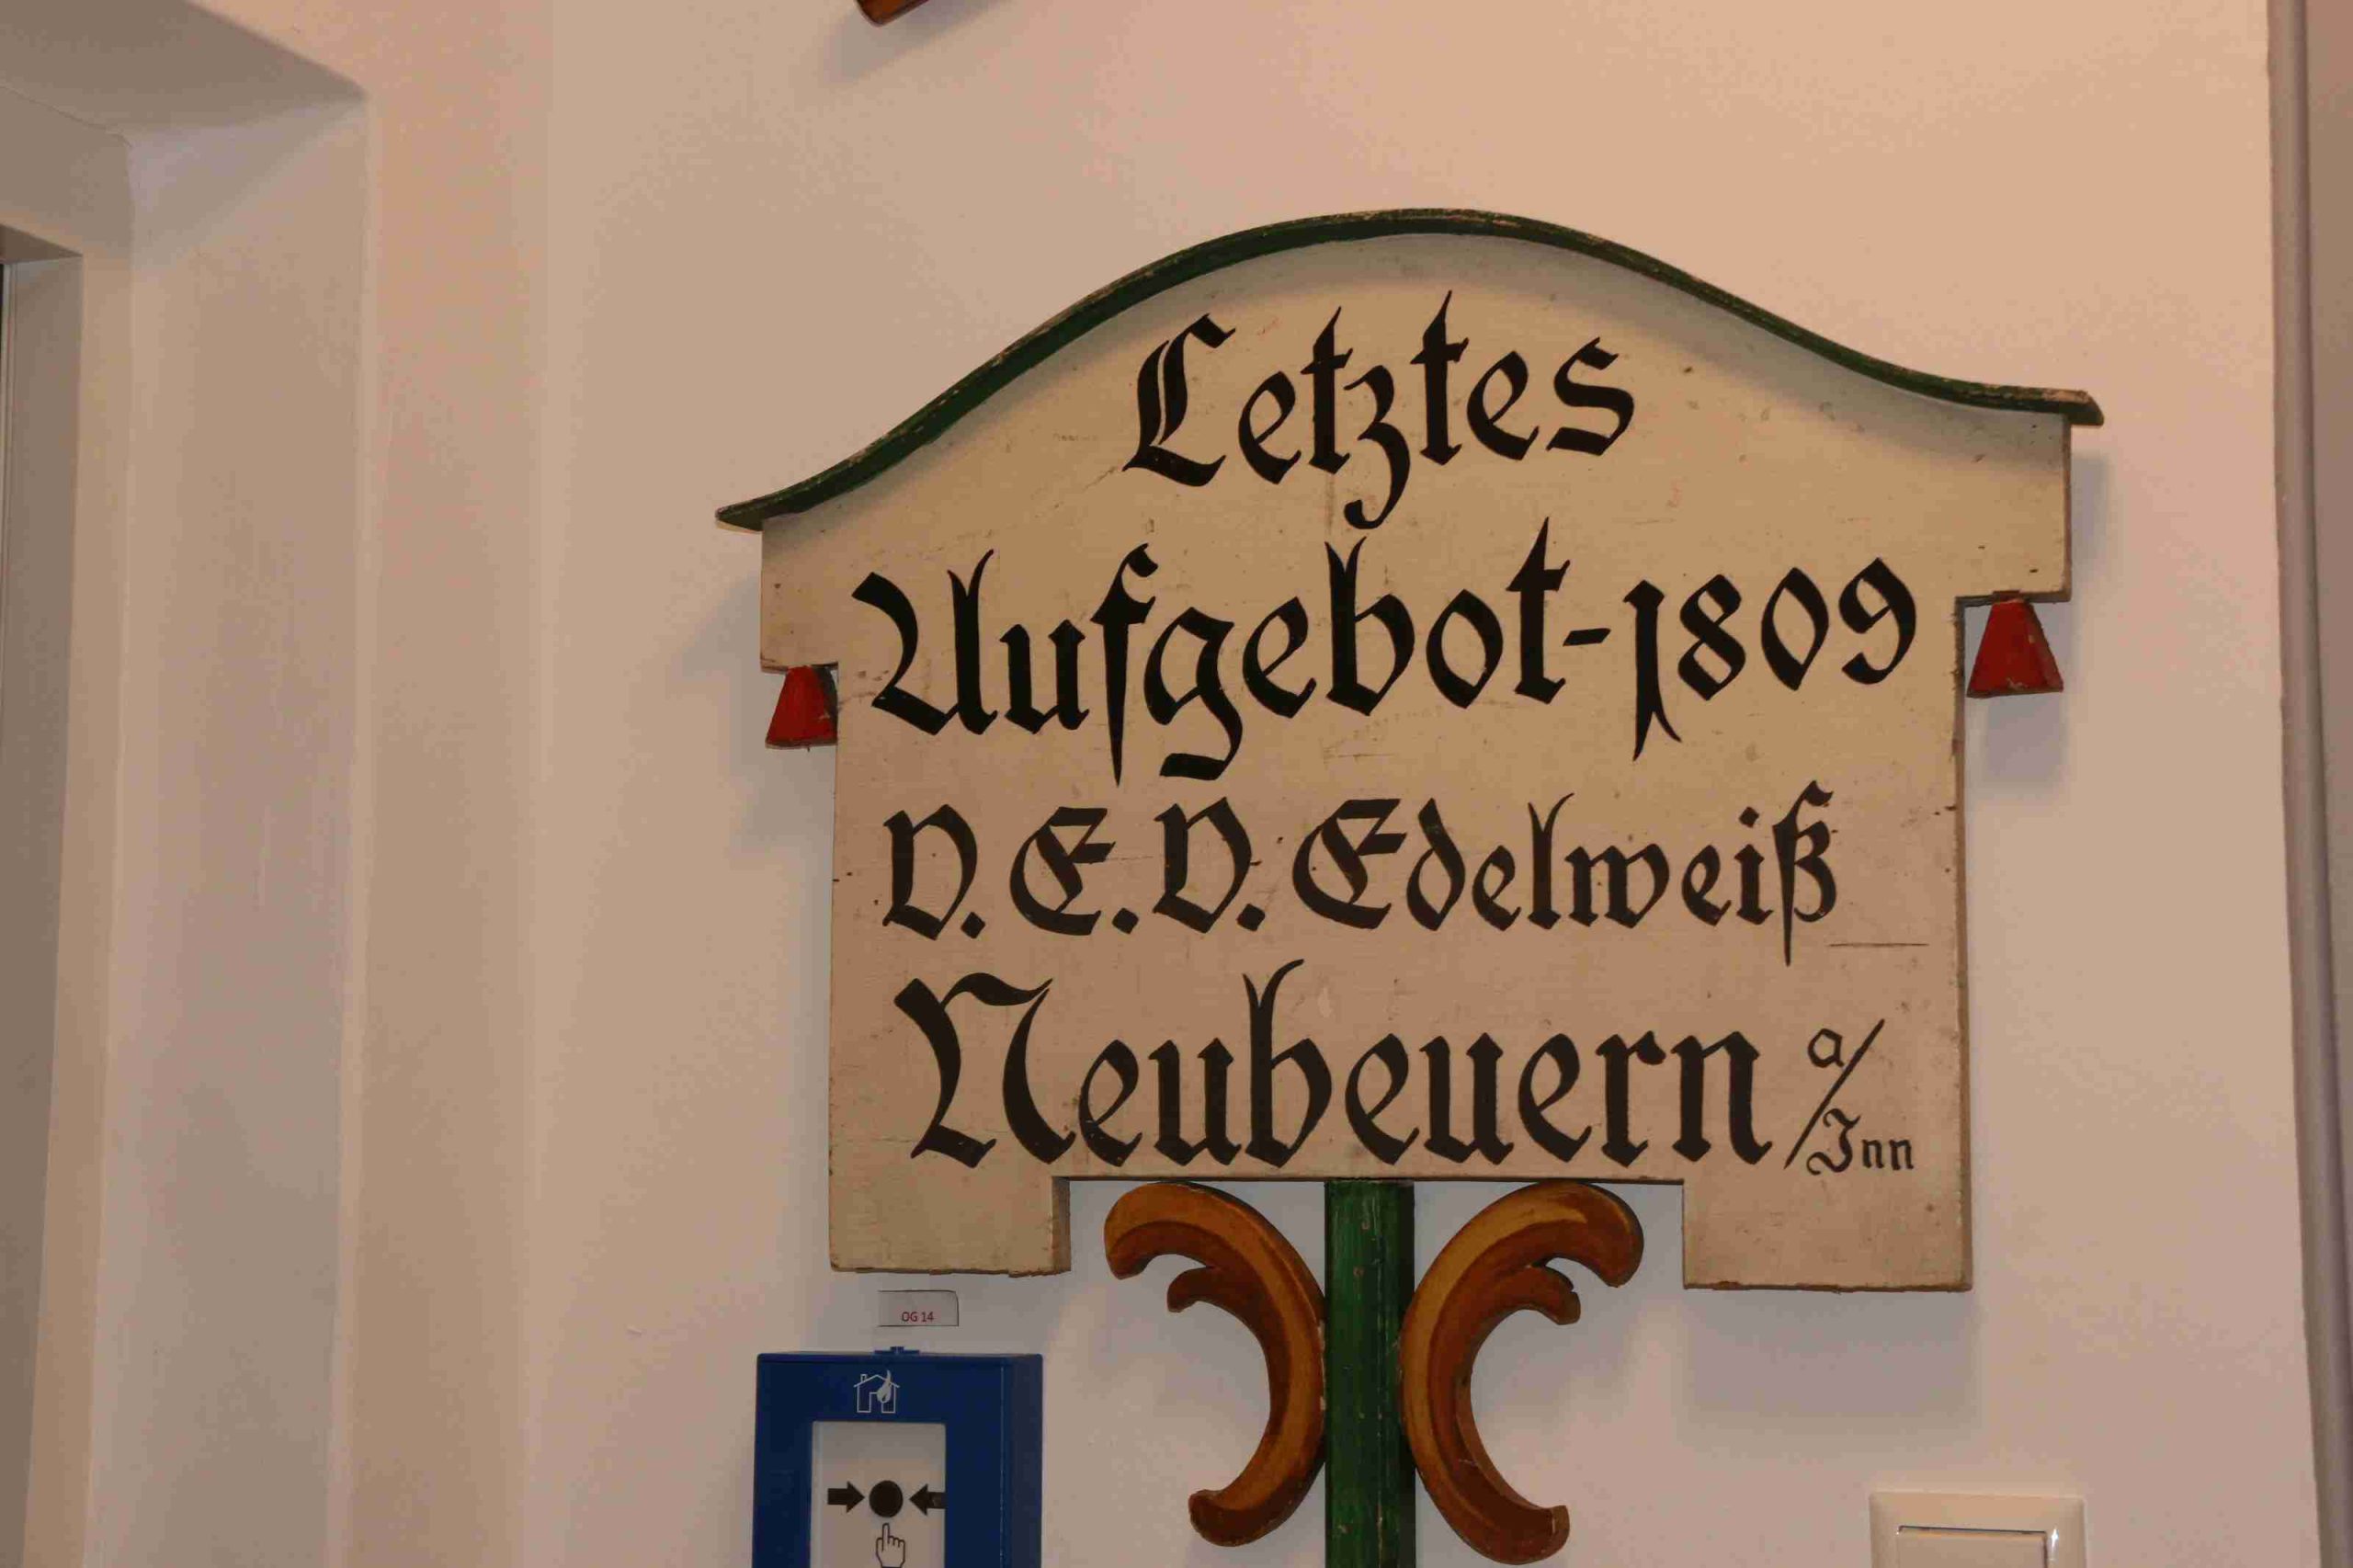 Letztes
Aufgebot-1809
V.E.V. Edelweiß
Neubeuern a/Inn
OG 14